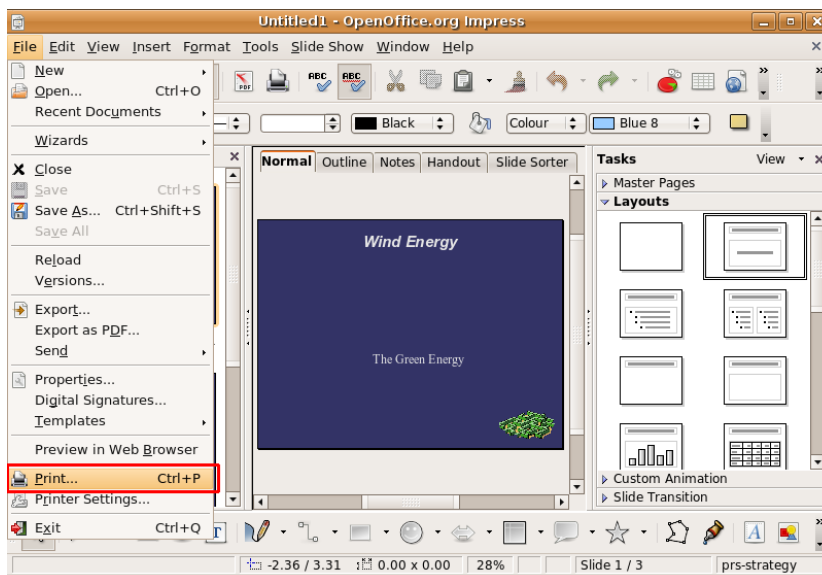 Untitled1 - OpenOffice.org Impress
File Edit View Insert Format Tools Slide Show Window Help
New
Open... Ctrl+O
Recent Documents
Wizards
Close
Save Ctrl+S
Save As... Ctrl+Shift+S
Save All
Reload
Versions...
Export...
Export as PDF...
Send
Properties...
Digital Signatures...
Templates
Preview in Web Browser
Print... Ctrl+P
Printer Settings...
Exit Ctrl+Q
PDF ABC ABC
Black Colour Blue 8
Normal Outline Notes Handout Slide Sorter
Wind Energy
The Green Energy
Tasks View
Master Pages
Layouts
Custom Animation
Slide Transition
T A
-2.36 / 3.31 0.00 x 0.00 28% Slide 1 / 3 prs-strategy